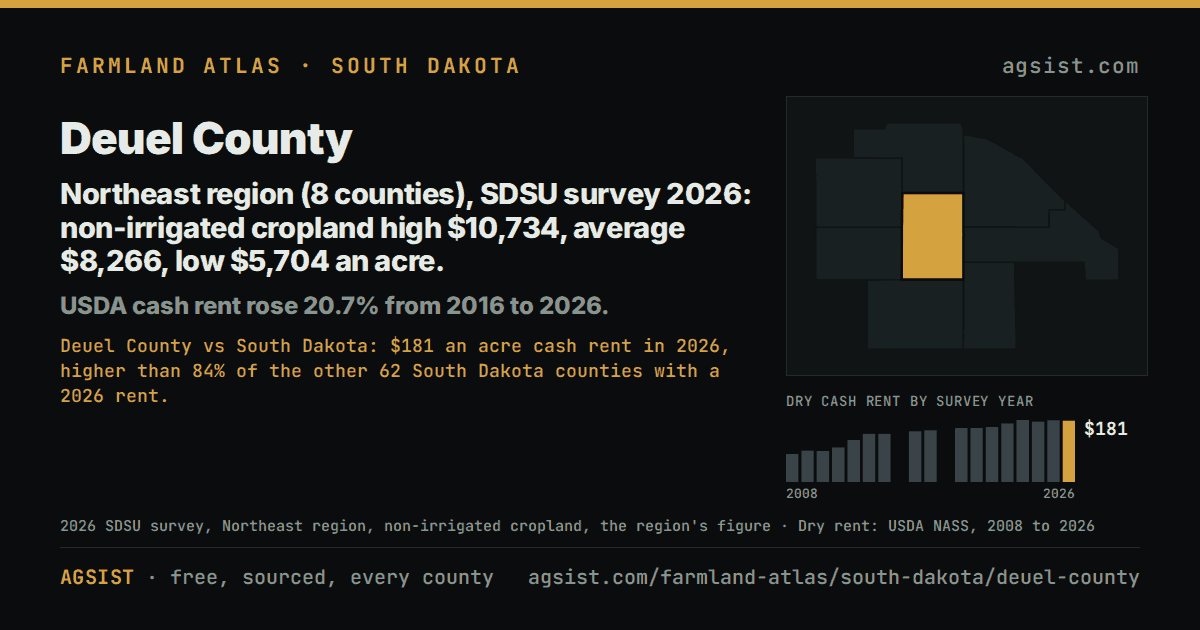 FARMLAND ATLAS · SOUTH DAKOTA
agsist.com
Deuel County
Northeast region (8 counties), SDSU survey 2026:
non-irrigated cropland high $10,734, average
$8,266, low $5,704 an acre.
USDA cash rent rose 20.7% from 2016 to 2026.
Deuel County vs South Dakota: $181 an acre cash rent in 2026,
higher than 84% of the other 62 South Dakota counties with a
2026 rent.
DRY CASH RENT BY SURVEY YEAR
$181
2008
2026
2026 SDSU survey, Northeast region, non-irrigated cropland, the region's figure · Dry rent: USDA NASS, 2008 to 2026
AGSIST · free, sourced, every county
agsist.com/farmland-atlas/south-dakota/deuel-county